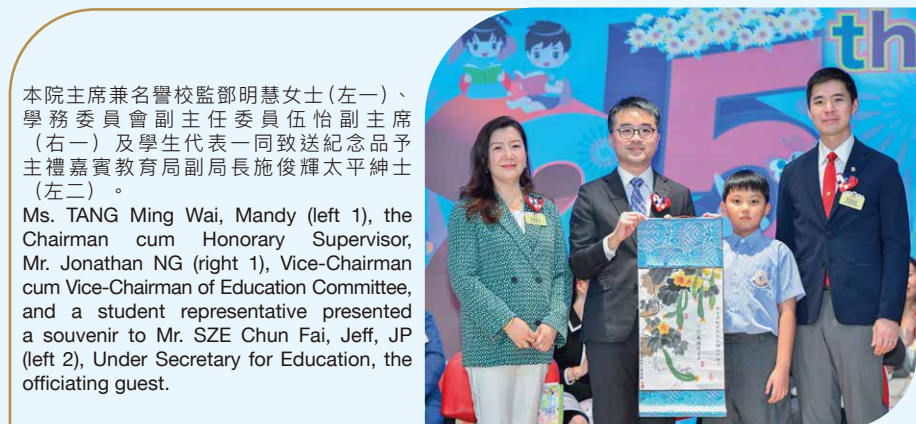 本院主席兼名譽校監鄧明慧女士（左一）、
學務委員會副主任委員伍怡副主席
（右一）及學生代表一同致送紀念品予
主禮嘉賓教育局副局長施俊輝太平紳士
（左二）。
Ms. TANG Ming Wai, Mandy (left 1), the
Chairman cum Honorary Supervisor,
Mr. Jonathan NG (right 1), Vice-Chairman
cum Vice-Chairman of Education Committee,
and a student representative presented
a souvenir to Mr. SZE Chun Fai, Jeff, JP
(left 2), Under Secretary for Education, the
officiating guest.
5th